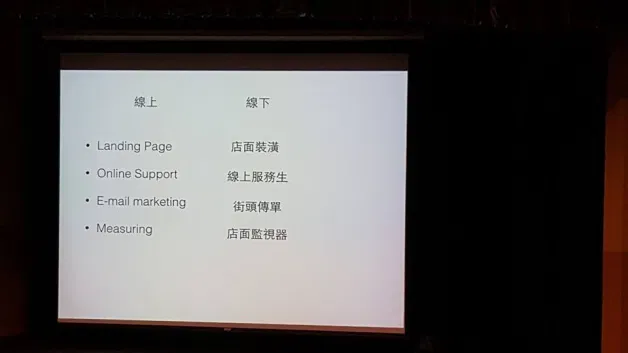 線上 線下
• Landing Page 店面裝潢
• Online Support 線上服務生
• E-mail marketing 街頭傳單
• Measuring 店面監視器